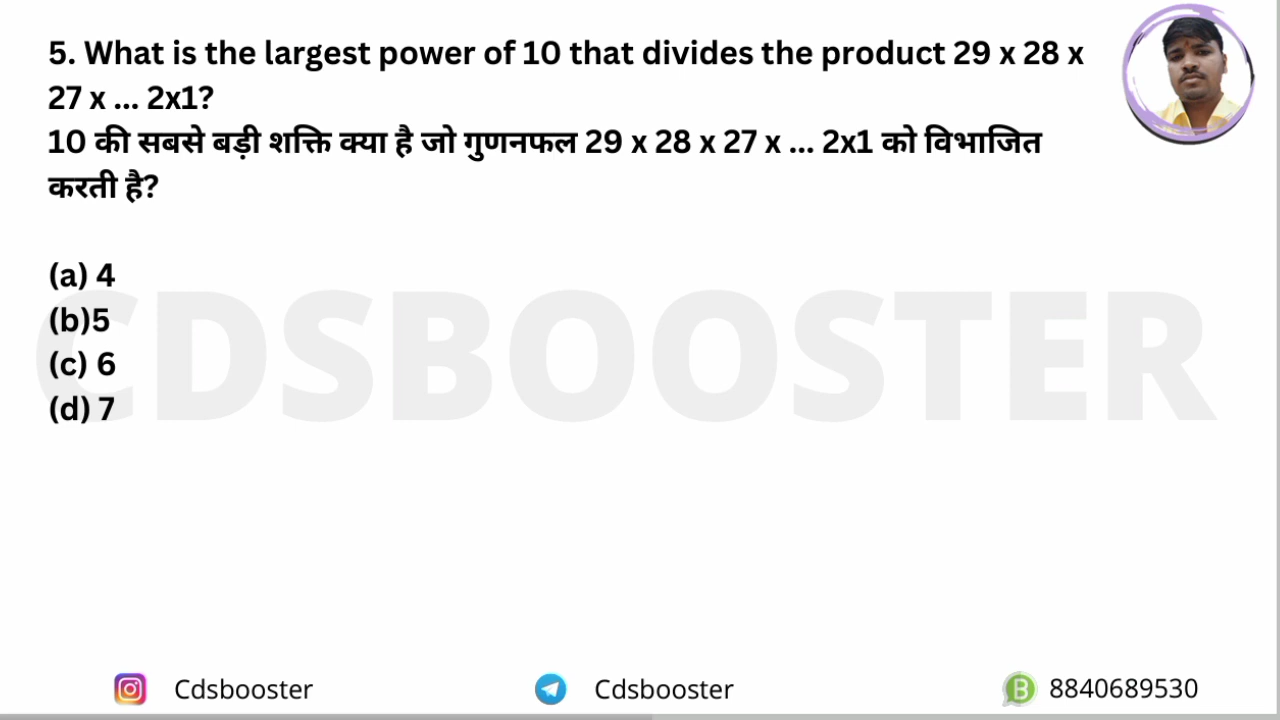 5. What is the largest power of 10 that divides the product 29 x 28 x
27 x ... 2x1?
10 की सबसे बड़ी शक्ति क्या है जो गुणनफल 29 x 28 x 27 x ... 2x1 को विभाजित
करती है?
(a) 4
(b)5
(c) 6
(d) 7
CDSBOOSTER
Cdsbooster
Cdsbooster
8840689530